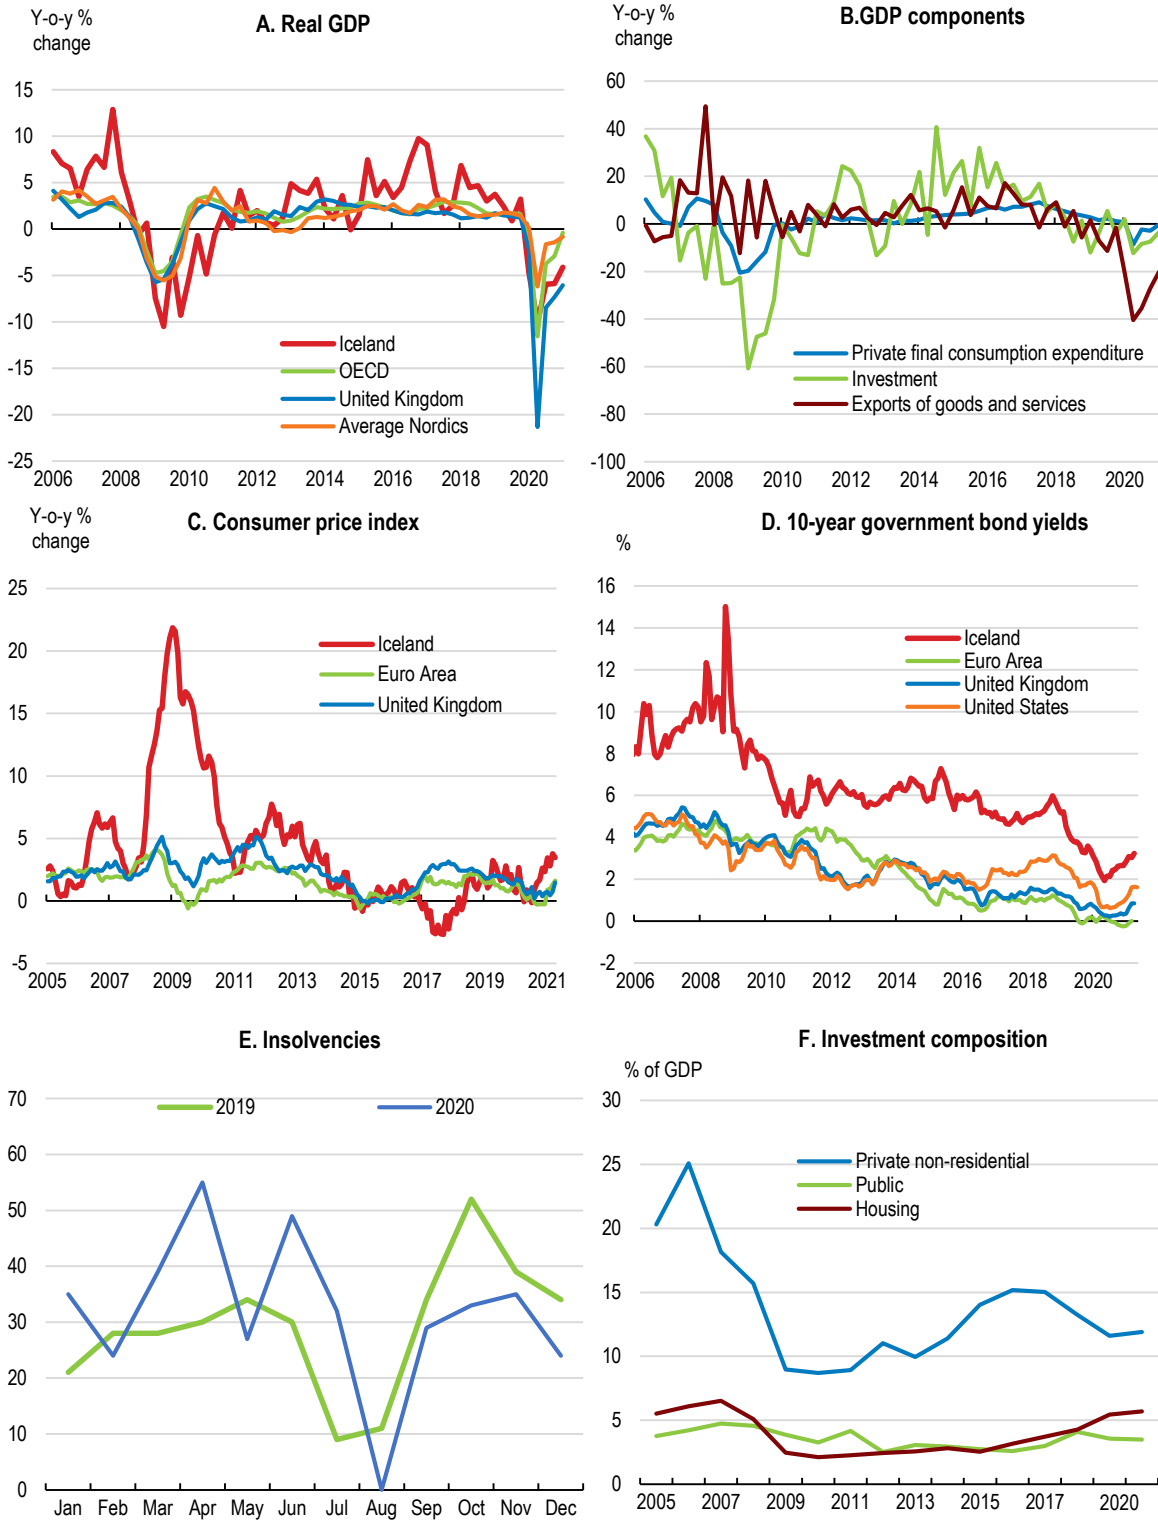 Y-o-y %
change
A. Real GDP
15
10
5
0
-5
-10
-15
-20
-25
Iceland
OECD
United Kingdom
Average Nordics
2006 2008 2010 2012 2014 2016 2018 2020
Y-o-y %
change
B.GDP components
60
40
20
0
-20
-40
-60
-80
-100
Private final consumption expenditure
Investment
Exports of goods and services
2006 2008 2010 2012 2014 2016 2018 2020
Y-o-y %
change
C. Consumer price index
25
20
15
10
5
0
-5
Iceland
Euro Area
United Kingdom
2005 2007 2009 2011 2013 2015 2017 2019 2021
D. 10-year government bond yields
%
16
14
12
10
8
6
4
2
0
-2
Iceland
Euro Area
United Kingdom
United States
2006 2008 2010 2012 2014 2016 2018 2020
E. Insolvencies
70
60
50
40
30
20
10
0
2019 2020
Jan Feb Mar Apr May Jun Jul Aug Sep Oct Nov Dec
F. Investment composition
% of GDP
30
25
20
15
10
5
0
Private non-residential
Public
Housing
2005 2007 2009 2011 2013 2015 2017 2020